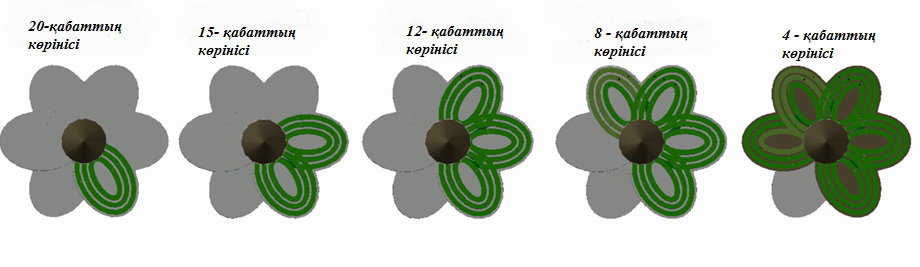 20-қабаттың
көрінісі
15- қабаттың
көрінісі
12- қабаттың
көрінісі
8 - қабаттың
көрінісі
4 - қабаттың
көрінісі